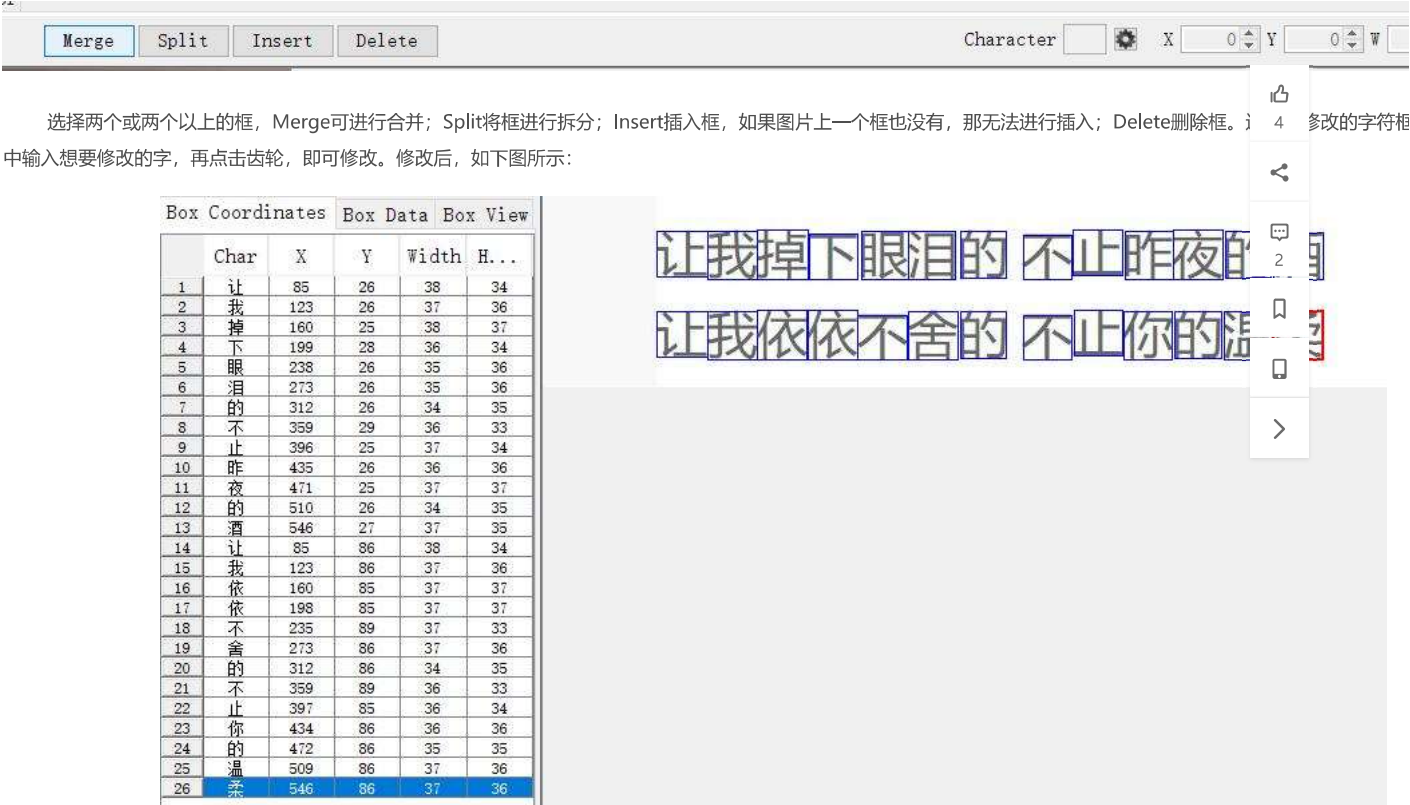 Merge Split Insert Delete Character X 0 Y 0 W
选择两个或两个以上的框，Merge可进行合并；Split将框进行拆分；Insert插入框，如果图片上一个框也没有，那无法进行插入；Delete删除框。 修改的字符框
中输入想要修改的字，再点击齿轮，即可修改。修改后，如下图所示：
4
2
Box Coordinates Box Data Box View
Char X Y Width H...
1 让 85 26 38 34
2 我 123 26 37 36
3 掉 160 25 38 37
4 下 199 28 36 34
5 眼 238 26 35 36
6 泪 273 26 35 36
7 的 312 26 34 35
8 不 359 29 36 33
9 止 396 25 37 34
10 昨 435 26 36 36
11 夜 471 25 37 37
12 的 510 26 34 35
13 酒 546 27 37 35
14 让 85 86 38 34
15 我 123 86 37 36
16 依 160 85 37 37
17 依 198 85 37 37
18 不 235 89 37 33
19 舍 273 86 37 36
20 的 312 86 34 35
21 不 359 89 36 33
22 止 397 85 36 34
23 你 434 86 36 36
24 的 472 86 35 35
25 温 509 86 37 36
26 柔 546 86 37 36
让我掉下眼泪的 不止昨夜的酒
让我依依不舍的 不止你的温柔